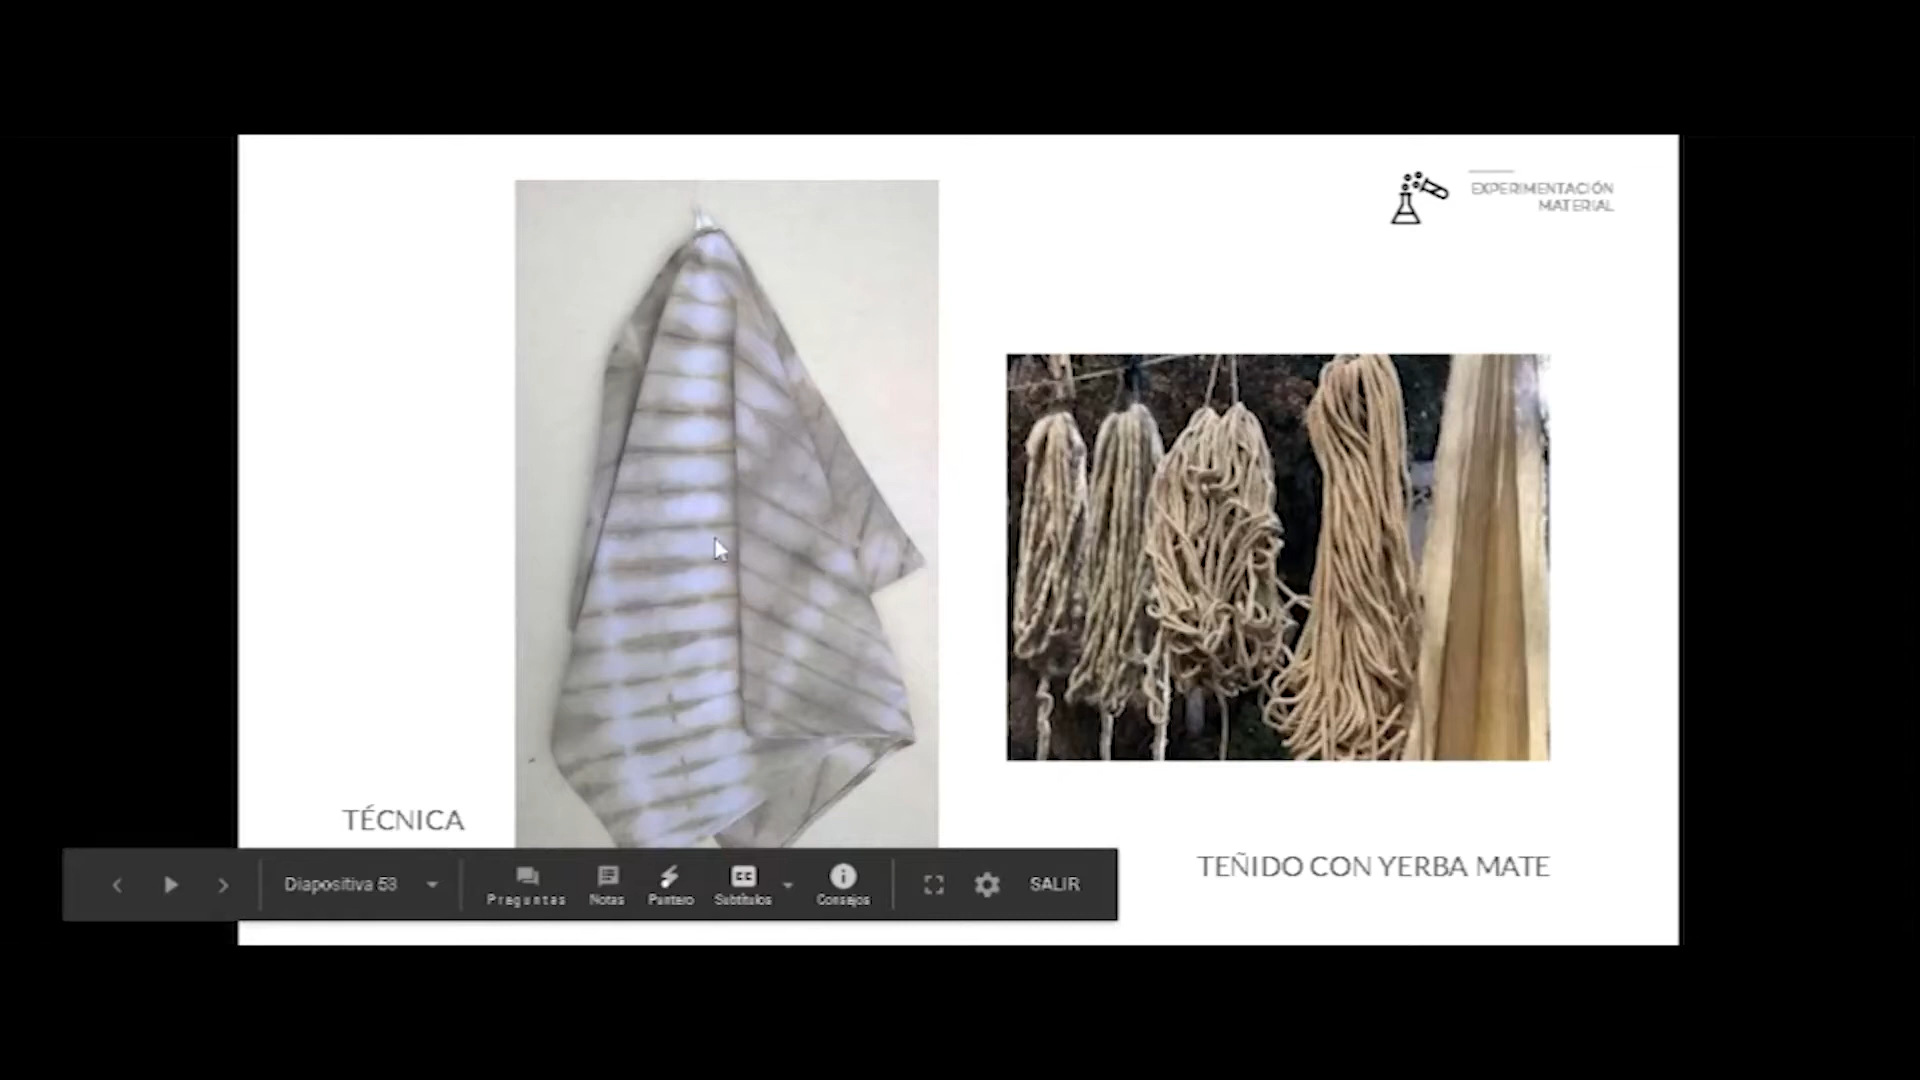 EXPERIMENTACIÓN
MATERIAL
TÉCNICA
TEÑIDO CON YERBA MATE
Diapositiva 53
Preguntas
Notas
Puntero
Subtítulos
Consejos
SALIR